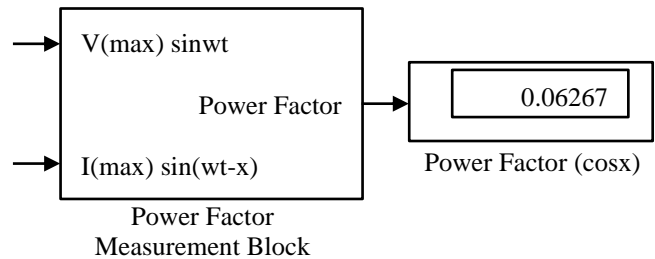 V(max) sinwt
Power Factor
0.06267
I(max) sin(wt-x)
Power Factor (cosx)
Power Factor
Measurement Block